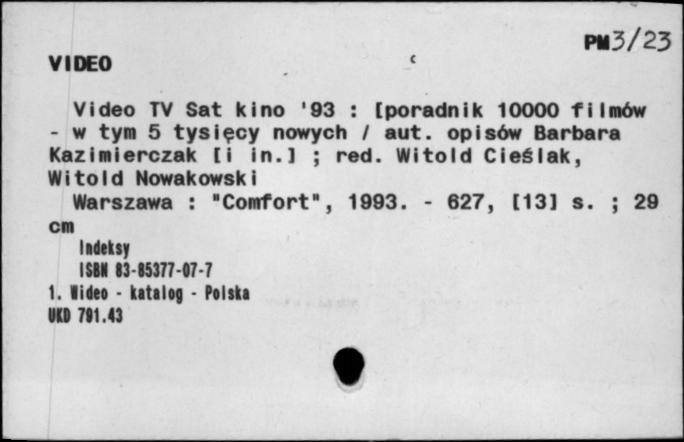 PM3/23
VIDEO
Video TV Sat kino '93 : [poradnik 10000 filmów
- w tym 5 tysięcy nowych / aut. opisów Barbara
Kazimierczak [i in.] ; red. Witold Cieślak,
Witold Nowakowski
Warszawa : "Comfort", 1993. - 627, [13] s. ; 29
cm
Indeksy
ISBN 83-85377-07-7
1. Wideo - katalog - Polska
UKD 791.43